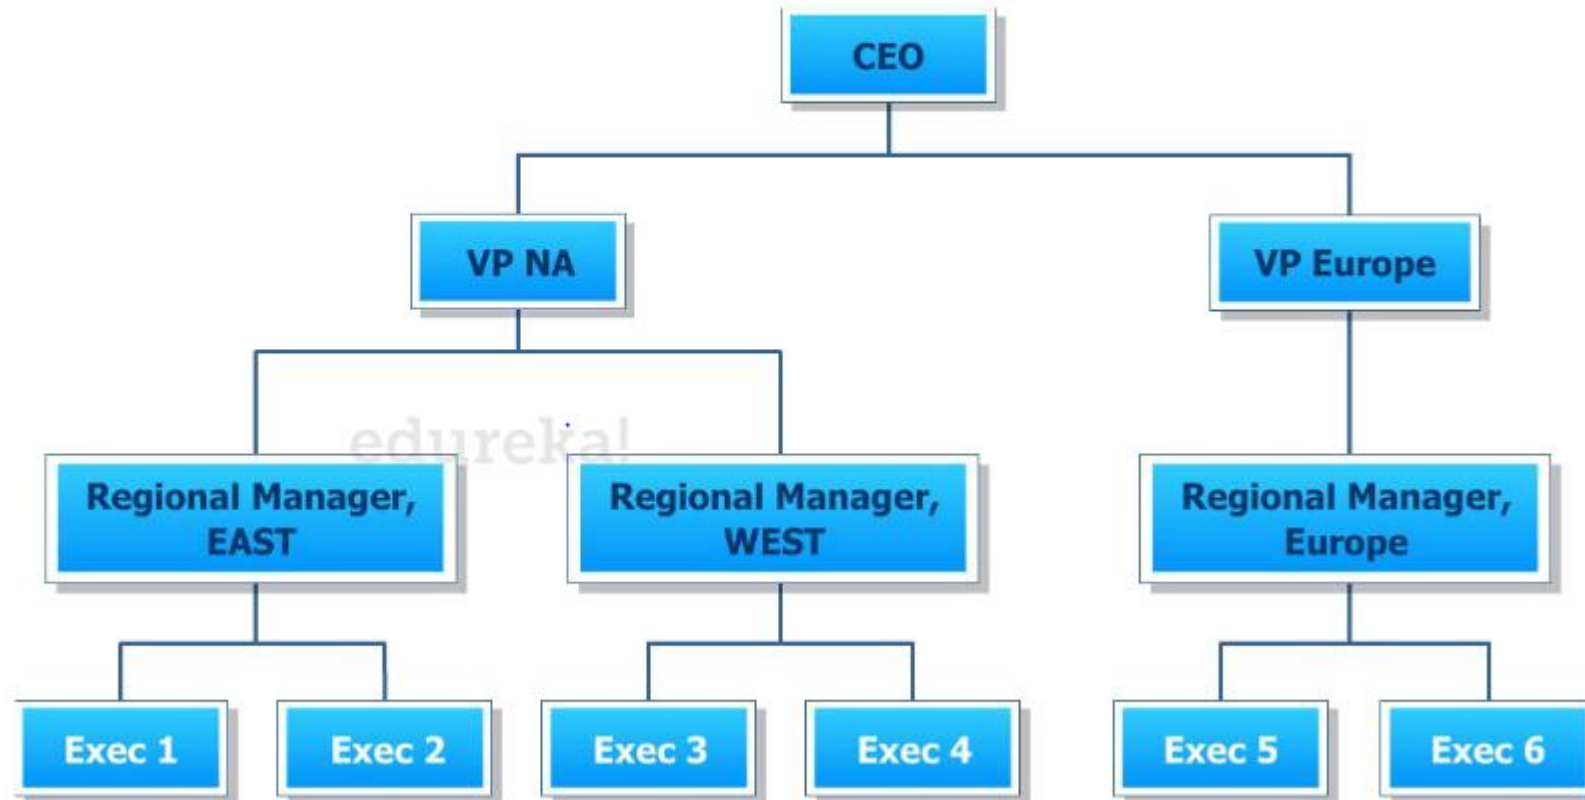 CEO
VP NA
VP Europe
edureka!
Regional Manager,
EAST
Regional Manager,
WEST
Regional Manager,
Europe
Exec 1
Exec 2
Exec 3
Exec 4
Exec 5
Exec 6